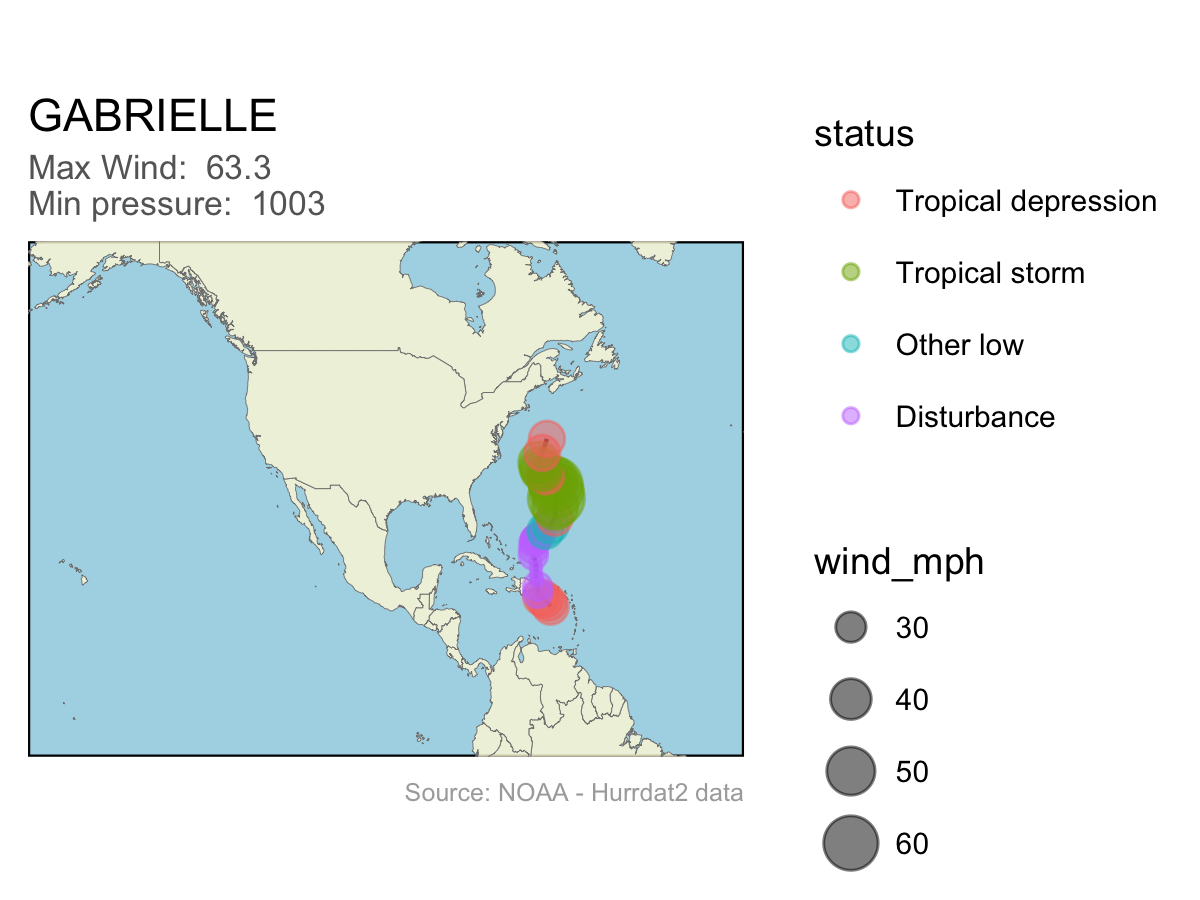 GABRIELLE
Max Wind:  63.3
Min pressure:  1003
status
Tropical depression
Tropical storm
Other low
Disturbance
wind_mph
30
40
50
60
Source: NOAA - Hurrdat2 data